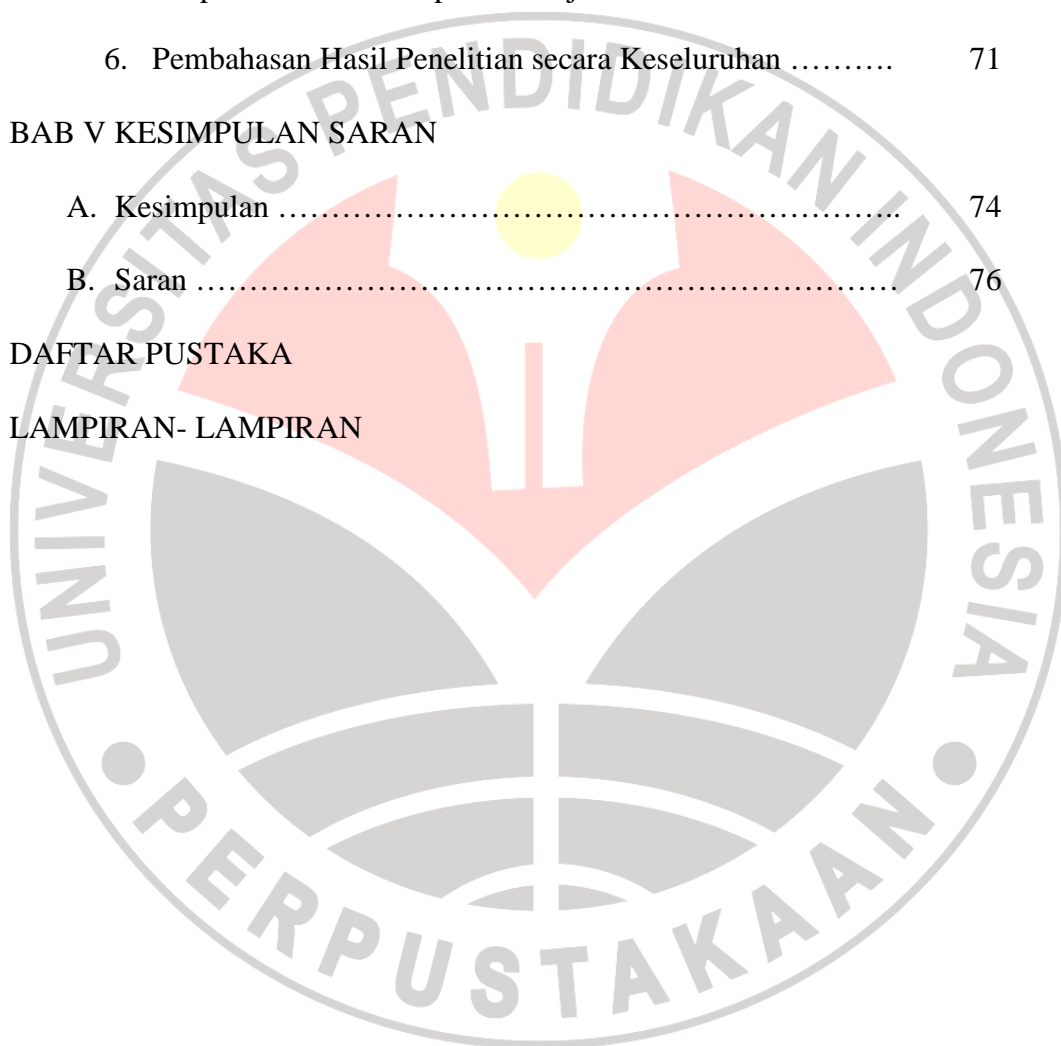 6. Pembahasan Hasil Penelitian secara Keseluruhan ………. 71
BAB V KESIMPULAN SARAN
A. Kesimpulan ………………………………………………………….. 74
B. Saran ………………………………………………………………… 76
DAFTAR PUSTAKA
LAMPIRAN- LAMPIRAN
UNIVERSITAS PENDIDIKAN INDONESIA
PERPUSTAKAAN